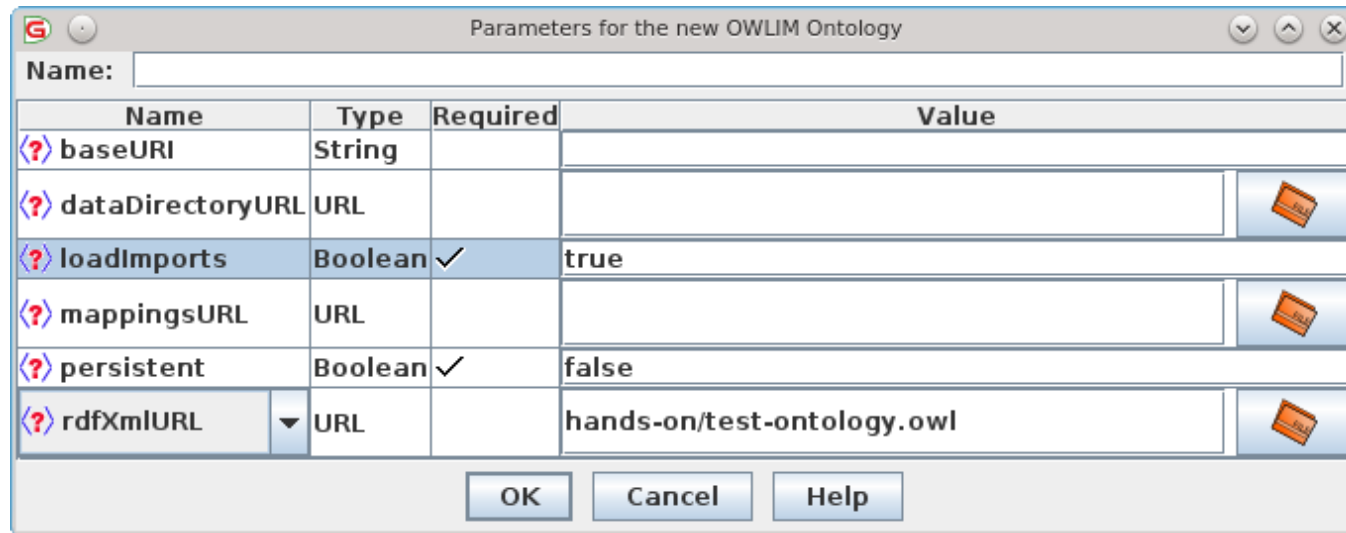 Parameters for the new OWLIM Ontology
Name:
Name Type Required Value
<?> baseURI String
<?> dataDirectoryURL URL
<?> loadImports Boolean ✓ true
<?> mappingsURL URL
<?> persistent Boolean ✓ false
<?> rdfXmlURL URL hands-on/test-ontology.owl
OK Cancel Help